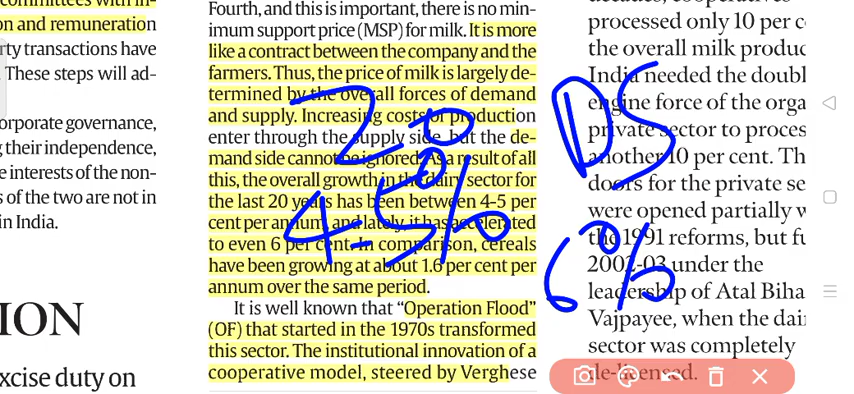 committees with in-
on and remuneration
rty transactions have
. These steps will ad-
orporate governance,
g their independence,
e interests of the non-
s of the two are not in
in India.
ION
xcise duty on
Fourth, and this is important, there is no min-
imum support price (MSP) for milk. It is more
like a contract between the company and the
farmers. Thus, the price of milk is largely de-
termined by the overall forces of demand
and supply. Increasing costs of production
enter through the supply side, but the de-
mand side cannot be ignored. As a result of all
this, the overall growth in the dairy sector for
the last 20 years has been between 4-5 per
cent per annum, and lately, it has accelerated
to even 6 per cent. In comparison, cereals
have been growing at about 1.6 per cent per
annum over the same period.
It is well known that “Operation Flood”
(OF) that started in the 1970s transformed
this sector. The institutional innovation of a
cooperative model, steered by Verghese
processed only 10 per ce
the overall milk produc
India needed the doubl
engine force of the orga
private sector to proces
another 10 per cent. Th
doors for the private se
were opened partially w
the 1991 reforms, but fu
2002-03 under the
leadership of Atal Biha
Vajpayee, when the dai
sector was completely
de-licensed.
20
4-5%
DS
6%